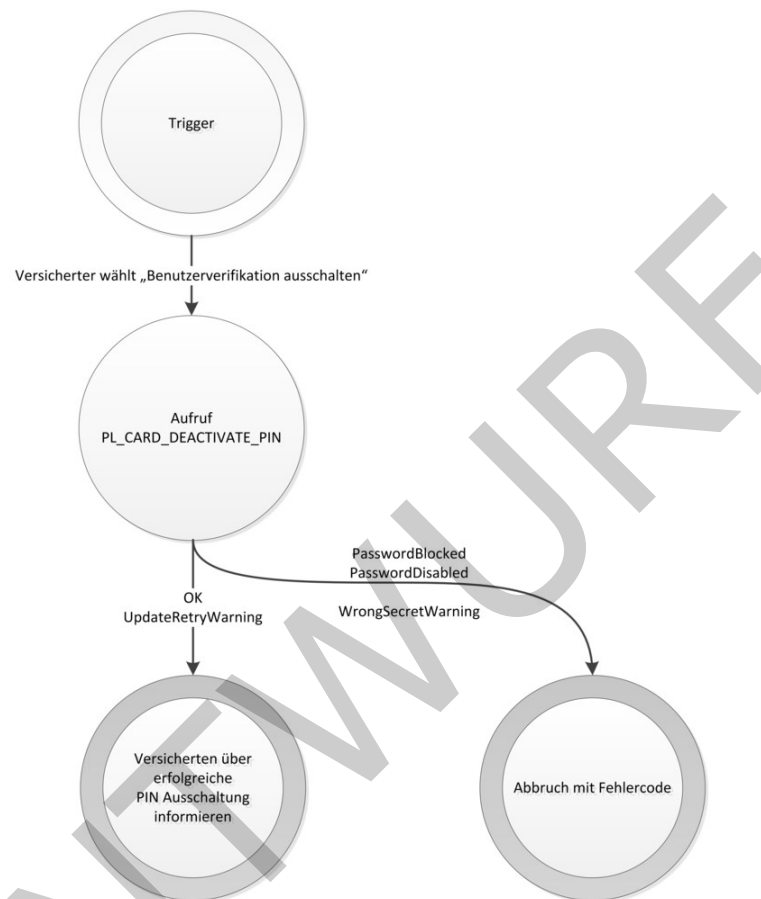 Trigger
Versicherter wählt „Benutzerverifikation ausschalten“
Aufruf
PL_CARD_DEACTIVATE_PIN
PasswordBlocked
PasswordDisabled
OK
UpdateRetryWarning
WrongSecretWarning
Versicherten über
erfolgreiche
PIN Ausschaltung
informieren
Abbruch mit Fehlercode
ENTWURF